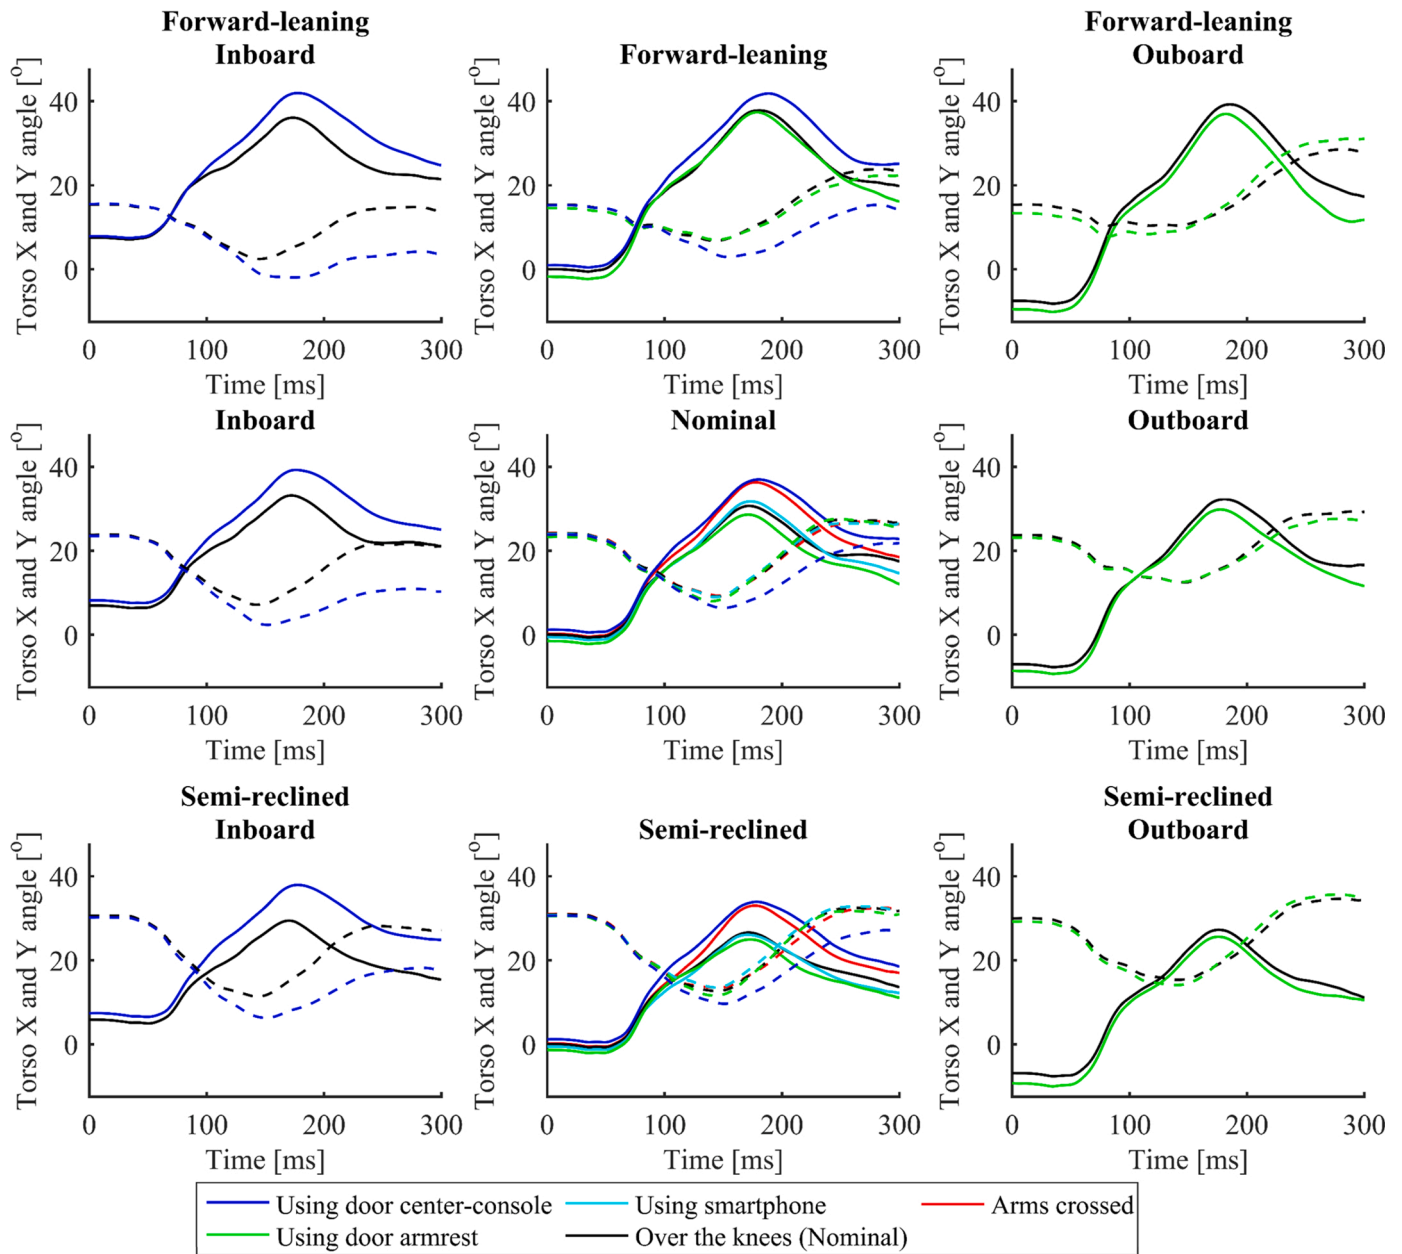 Forward-leaning
Inboard
Torso X and Y angle [o]
40
20
0
0 100 200 300
Time [ms]
Forward-leaning
Torso X and Y angle [o]
40
20
0
0 100 200 300
Time [ms]
Forward-leaning
Ouboard
Torso X and Y angle [o]
40
20
0
0 100 200 300
Time [ms]
Inboard
Torso X and Y angle [o]
40
20
0
0 100 200 300
Time [ms]
Nominal
Torso X and Y angle [o]
40
20
0
0 100 200 300
Time [ms]
Outboard
Torso X and Y angle [o]
40
20
0
0 100 200 300
Time [ms]
Semi-reclined
Inboard
Torso X and Y angle [o]
40
20
0
0 100 200 300
Time [ms]
Semi-reclined
Torso X and Y angle [o]
40
20
0
0 100 200 300
Time [ms]
Semi-reclined
Outboard
Torso X and Y angle [o]
40
20
0
0 100 200 300
Time [ms]
Using door center-console Using smartphone Arms crossed
Using door armrest Over the knees (Nominal)